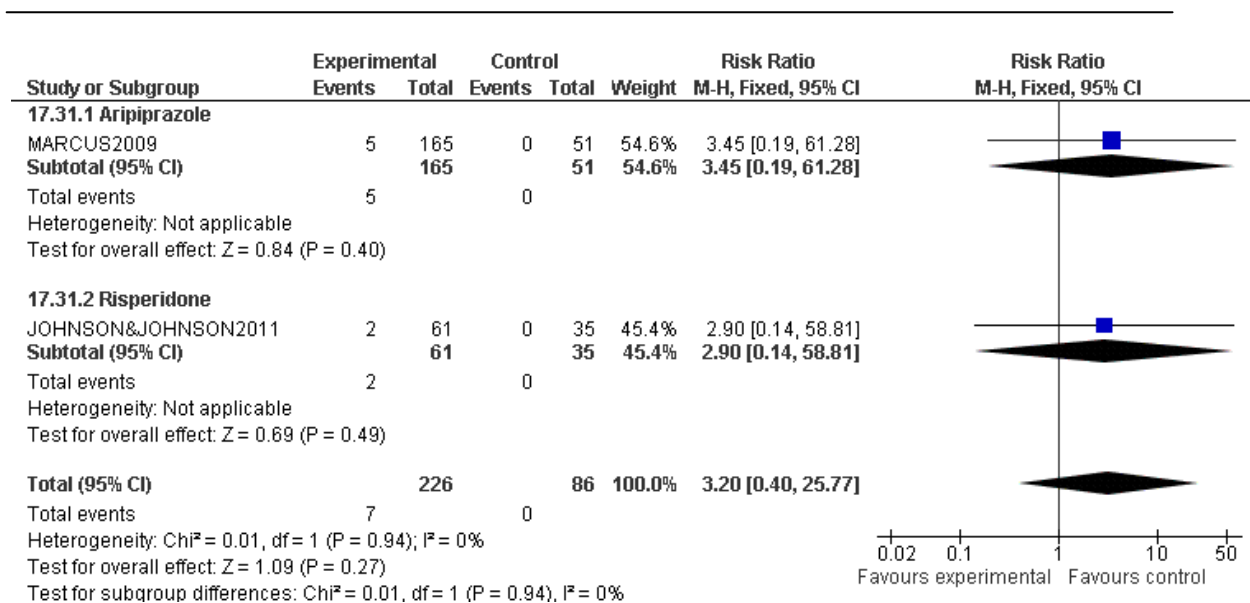 Experimental Control Risk Ratio Risk Ratio
Study or Subgroup Events Total Events Total Weight M-H, Fixed, 95% CI M-H, Fixed, 95% CI
17.31.1 Aripiprazole
MARCUS2009 5 165 0 51 54.6% 3.45 [0.19, 61.28]
Subtotal (95% CI) 165 51 54.6% 3.45 [0.19, 61.28]
Total events 5 0
Heterogeneity: Not applicable
Test for overall effect: Z = 0.84 (P = 0.40)
17.31.2 Risperidone
JOHNSON&JOHNSON2011 2 61 0 35 45.4% 2.90 [0.14, 58.81]
Subtotal (95% CI) 61 35 45.4% 2.90 [0.14, 58.81]
Total events 2 0
Heterogeneity: Not applicable
Test for overall effect: Z = 0.69 (P = 0.49)
Total (95% CI) 226 86 100.0% 3.20 [0.40, 25.77]
Total events 7 0
Heterogeneity: Chi² = 0.01, df = 1 (P = 0.94); I² = 0%
Test for overall effect: Z = 1.09 (P = 0.27)
Test for subgroup differences: Chi² = 0.01, df = 1 (P = 0.94), I² = 0%
0.02 0.1 1 10 50
Favours experimental Favours control